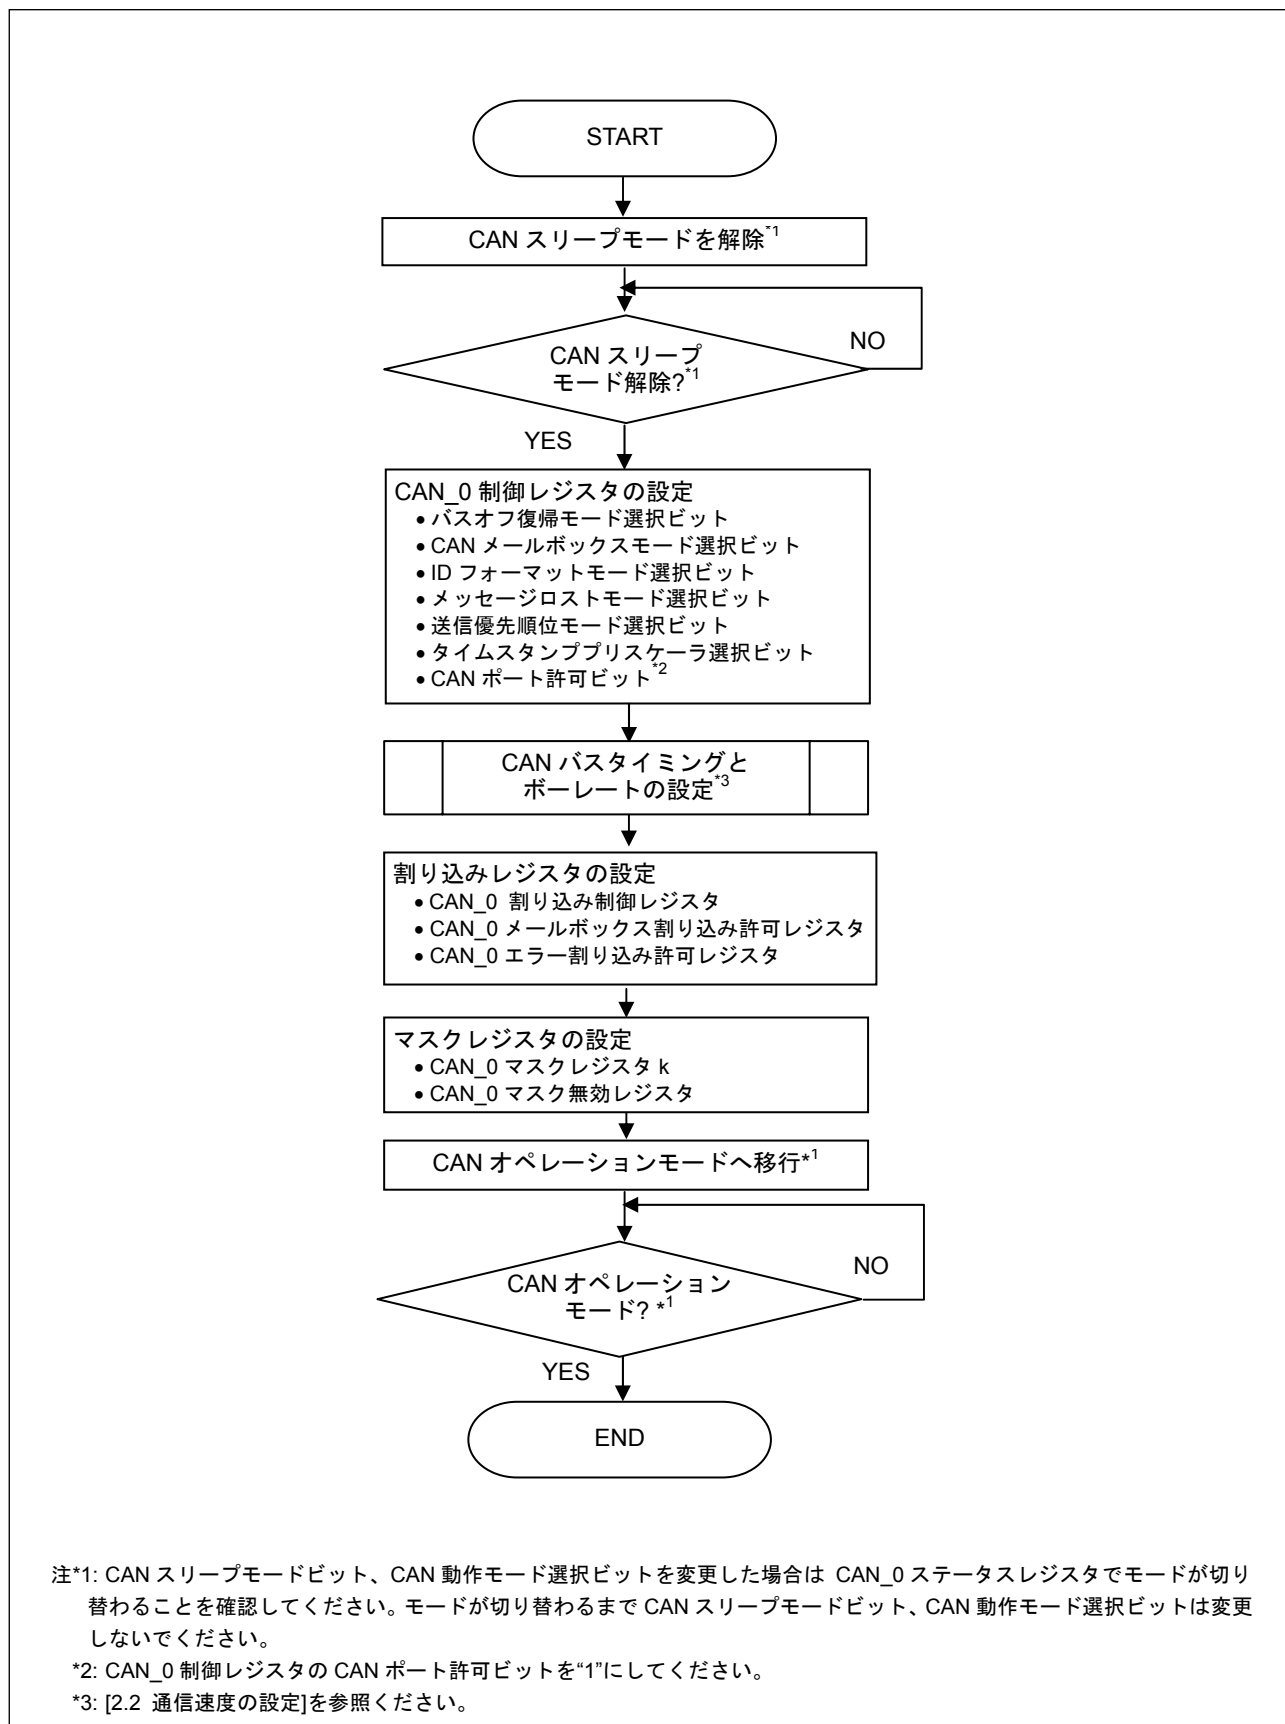 START
CAN スリープモードを解除*1
CAN スリープ
モード解除?*1
NO
YES
CAN_0 制御レジスタの設定
• バスオフ復帰モード選択ビット
• CAN メールボックスモード選択ビット
• ID フォーマットモード選択ビット
• メッセージロストモード選択ビット
• 送信優先順位モード選択ビット
• タイムスタンププリスケーラ選択ビット
• CAN ポート許可ビット*2
CAN バスタイミングと
ボーレートの設定*3
割り込みレジスタの設定
• CAN_0 割り込み制御レジスタ
• CAN_0 メールボックス割り込み許可レジスタ
• CAN_0 エラー割り込み許可レジスタ
マスクレジスタの設定
• CAN_0 マスクレジスタ k
• CAN_0 マスク無効レジスタ
CAN オペレーションモードへ移行*1
CAN オペレーション
モード? *1
NO
YES
END
注*1: CAN スリープモードビット、CAN 動作モード選択ビットを変更した場合は CAN_0 ステータスレジスタでモードが切り
替わることを確認してください。モードが切り替わるまで CAN スリープモードビット、CAN 動作モード選択ビットは変更
しないでください。
*2: CAN_0 制御レジスタの CAN ポート許可ビットを“1”にしてください。
*3: [2.2 通信速度の設定]を参照ください。